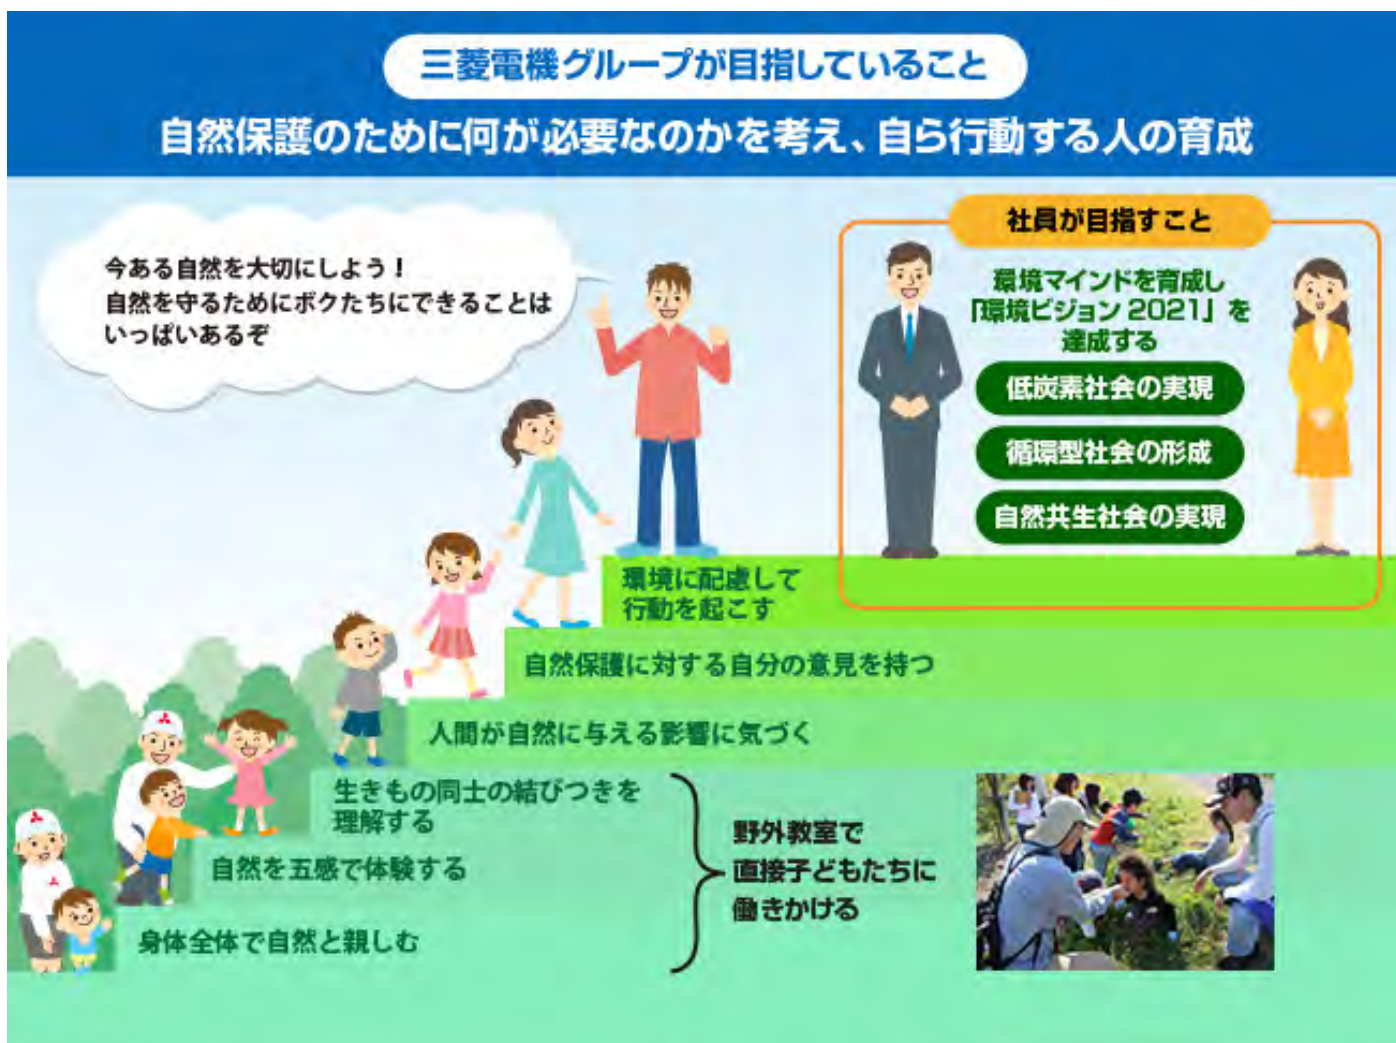 三菱電機グループが目指していること
自然保護のために何が必要なのかを考え、自ら行動する人の育成
今ある自然を大切にしよう！
自然を守るためにボクたちにできることは
いっぱいあるぞ
社員が目指すこと
環境マインドを育成し
「環境ビジョン 2021」を
達成する
低炭素社会の実現
循環型社会の形成
自然共生社会の実現
環境に配慮して
行動を起こす
自然保護に対する自分の意見を持つ
人間が自然に与える影響に気づく
生きもの同士の結びつきを
理解する
自然を五感で体験する
身体全体で自然と親しむ
野外教室で
直接子どもたちに
働きかける